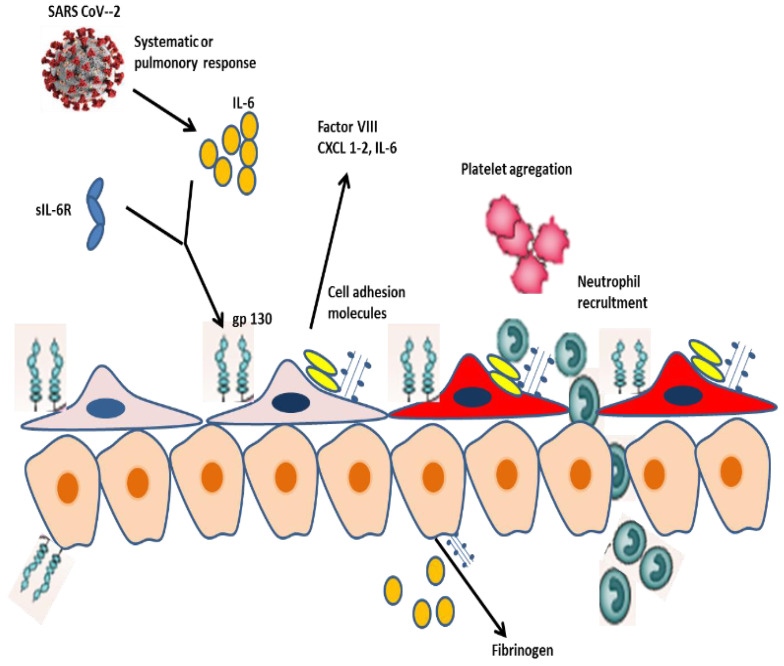 SARS CoV--2
Systematic or
pulmonory response
IL-6
Factor VIII
CXCL 1-2, IL-6
Platelet agregation
sIL-6R
Neutrophil
recruitment
Cell adhesion
molecules
gp 130
Fibrinogen